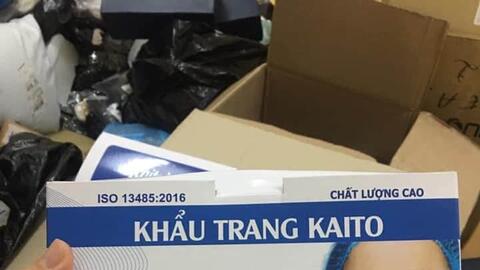 ISO 13485:2016
CHẤT LƯỢNG CAO
KHẨU TRANG KAITO